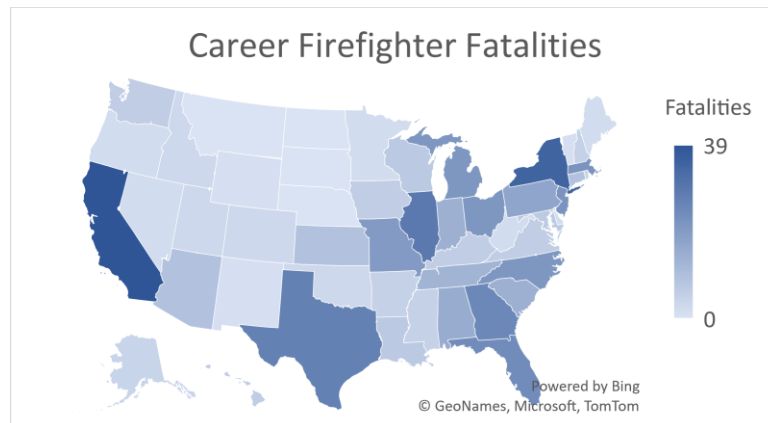 Career Firefighter Fatalities
Fatalities
39
0
Powered by Bing
© GeoNames, Microsoft, TomTom